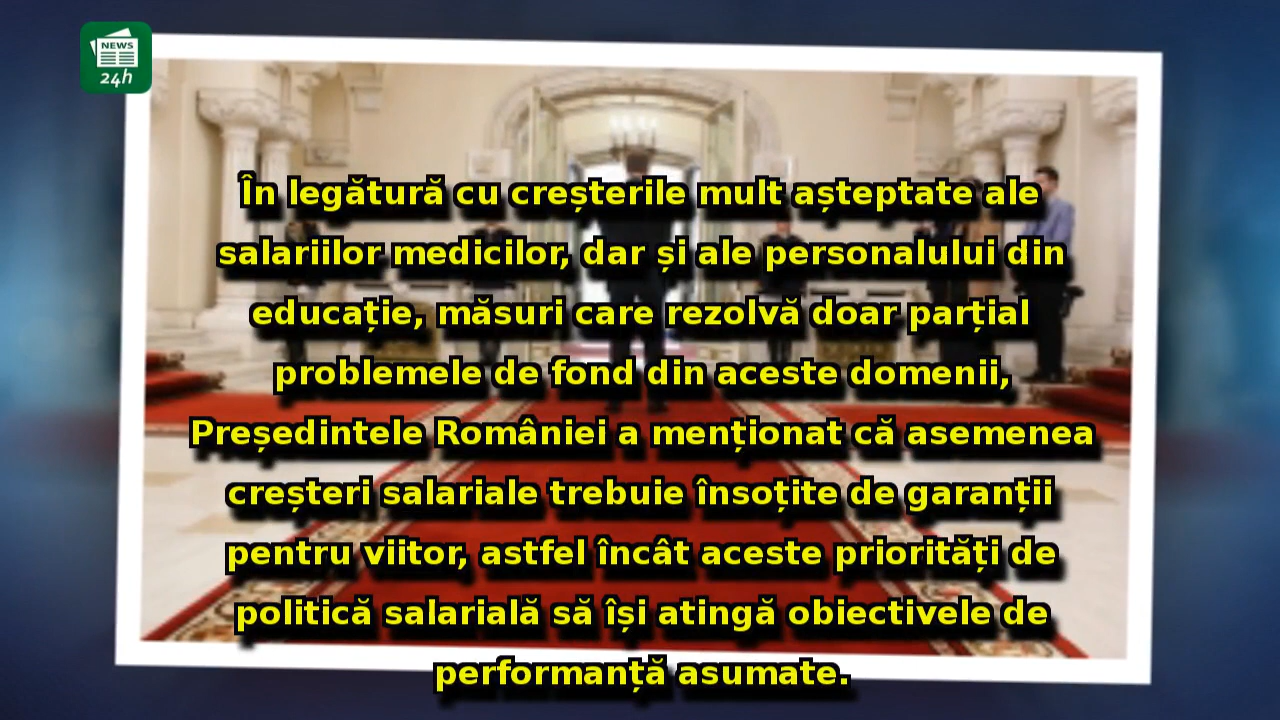 NEWS
24h
În legătură cu creșterile mult așteptate ale
salariilor medicilor, dar și ale personalului din
educație, măsuri care rezolvă doar parțial
problemele de fond din aceste domenii,
Președintele României a menționat că asemenea
creșteri salariale trebuie însoțite de garanții
pentru viitor, astfel încât aceste priorități de
politică salarială să își atingă obiectivele de
performanță asumate.